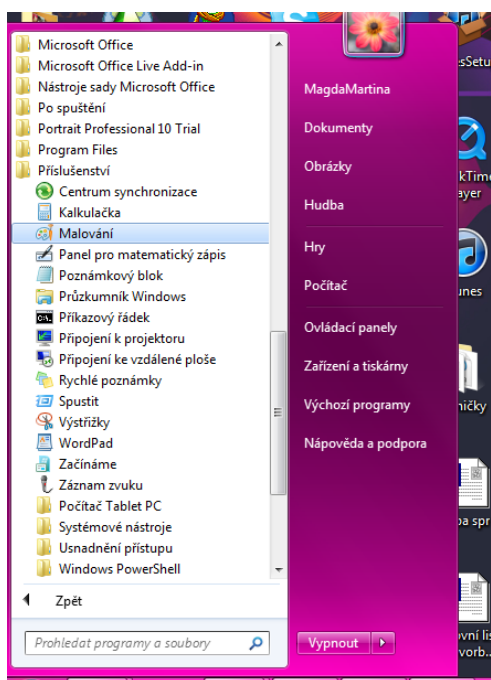 Microsoft Office
Microsoft Office Live Add-in
Nástroje sady Microsoft Office
Po spuštění
Portrait Professional 10 Trial
Program Files
Příslušenství
Centrum synchronizace
Kalkulačka
Malování
Panel pro matematický zápis
Poznámkový blok
Průzkumník Windows
Příkazový řádek
Připojení k projektoru
Připojení ke vzdálené ploše
Rychlé poznámky
Spustit
Výstřižky
WordPad
Začínáme
Záznam zvuku
Počítač Tablet PC
Systémové nástroje
Usnadnění přístupu
Windows PowerShell
Zpět
Prohledat programy a soubory
MagdaMartina
Dokumenty
Obrázky
Hudba
Hry
Počítač
Ovládací panely
Zařízení a tiskárny
Výchozí programy
Nápověda a podpora
Vypnout